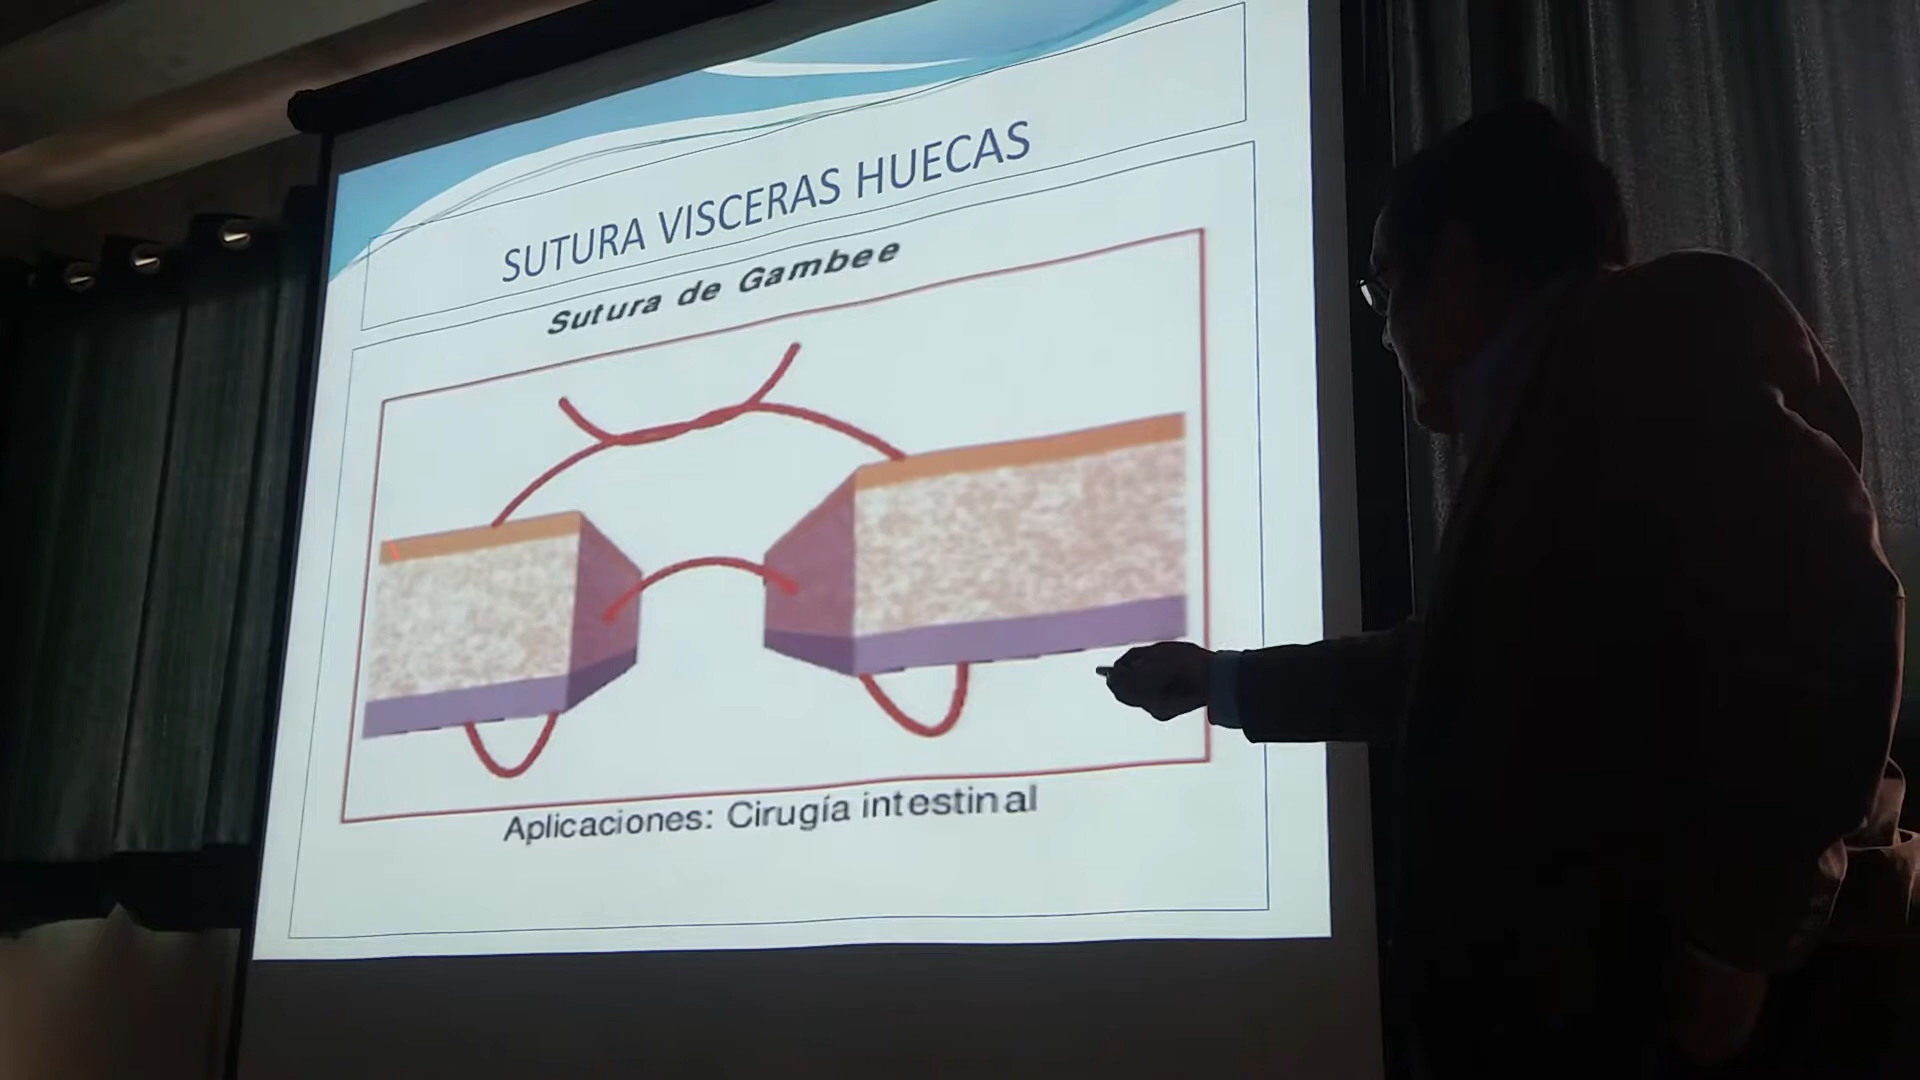 SUTURA VISCERAS HUECAS
Sutura de Gambee
Aplicaciones: Cirugía intestinal